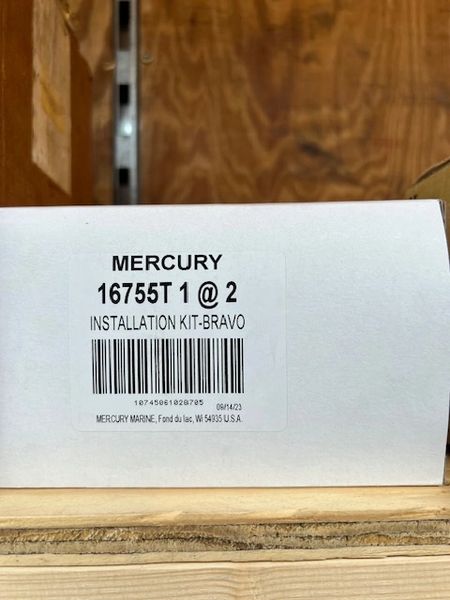 MERCURY
16755T 1 @ 2
INSTALLATION KIT-BRAVO
10745061028705
09/14/23
MERCURY MARINE, Fond du lac, Wi 54935 U.S.A.